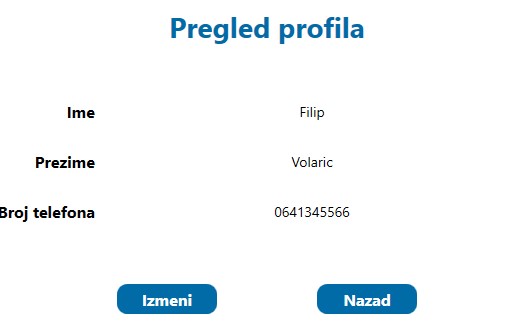 Pregled profila
Ime Filip
Prezime Volaric
Broj telefona 0641345566
Izmeni Nazad